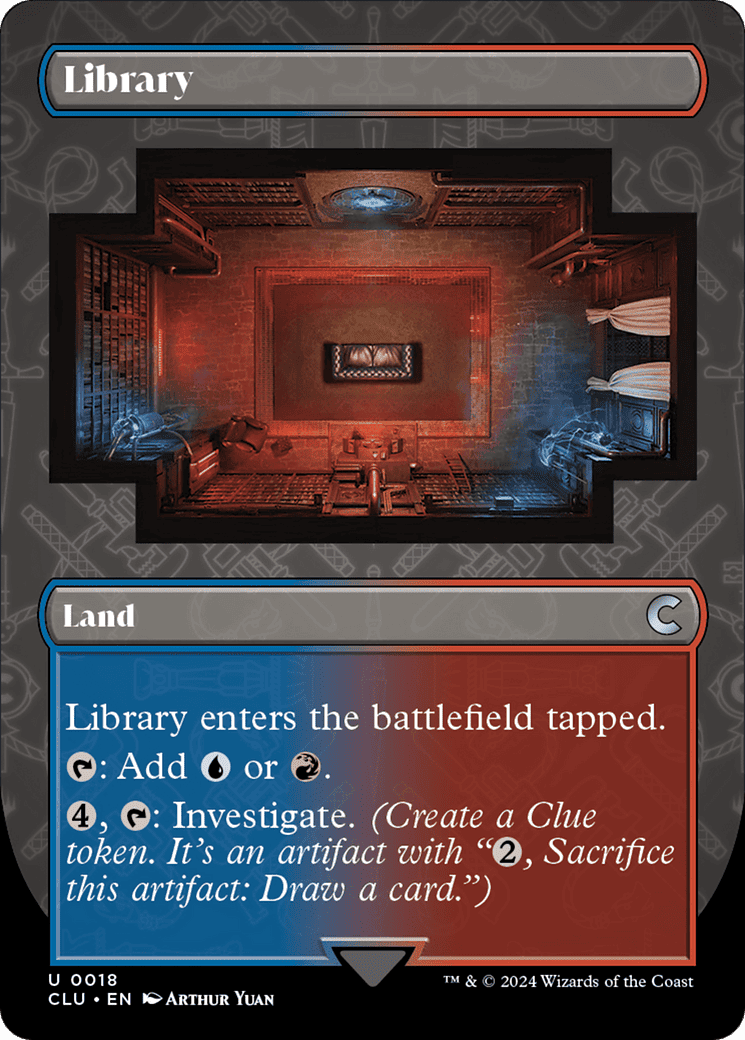 Library
Land
Library enters the battlefield tapped.
: Add or .
4, : Investigate. (Create a Clue
token. It's an artifact with “2, Sacrifice
this artifact: Draw a card.”)
U 0018
CLU • EN Arthur Yuan
™ & © 2024 Wizards of the Coast